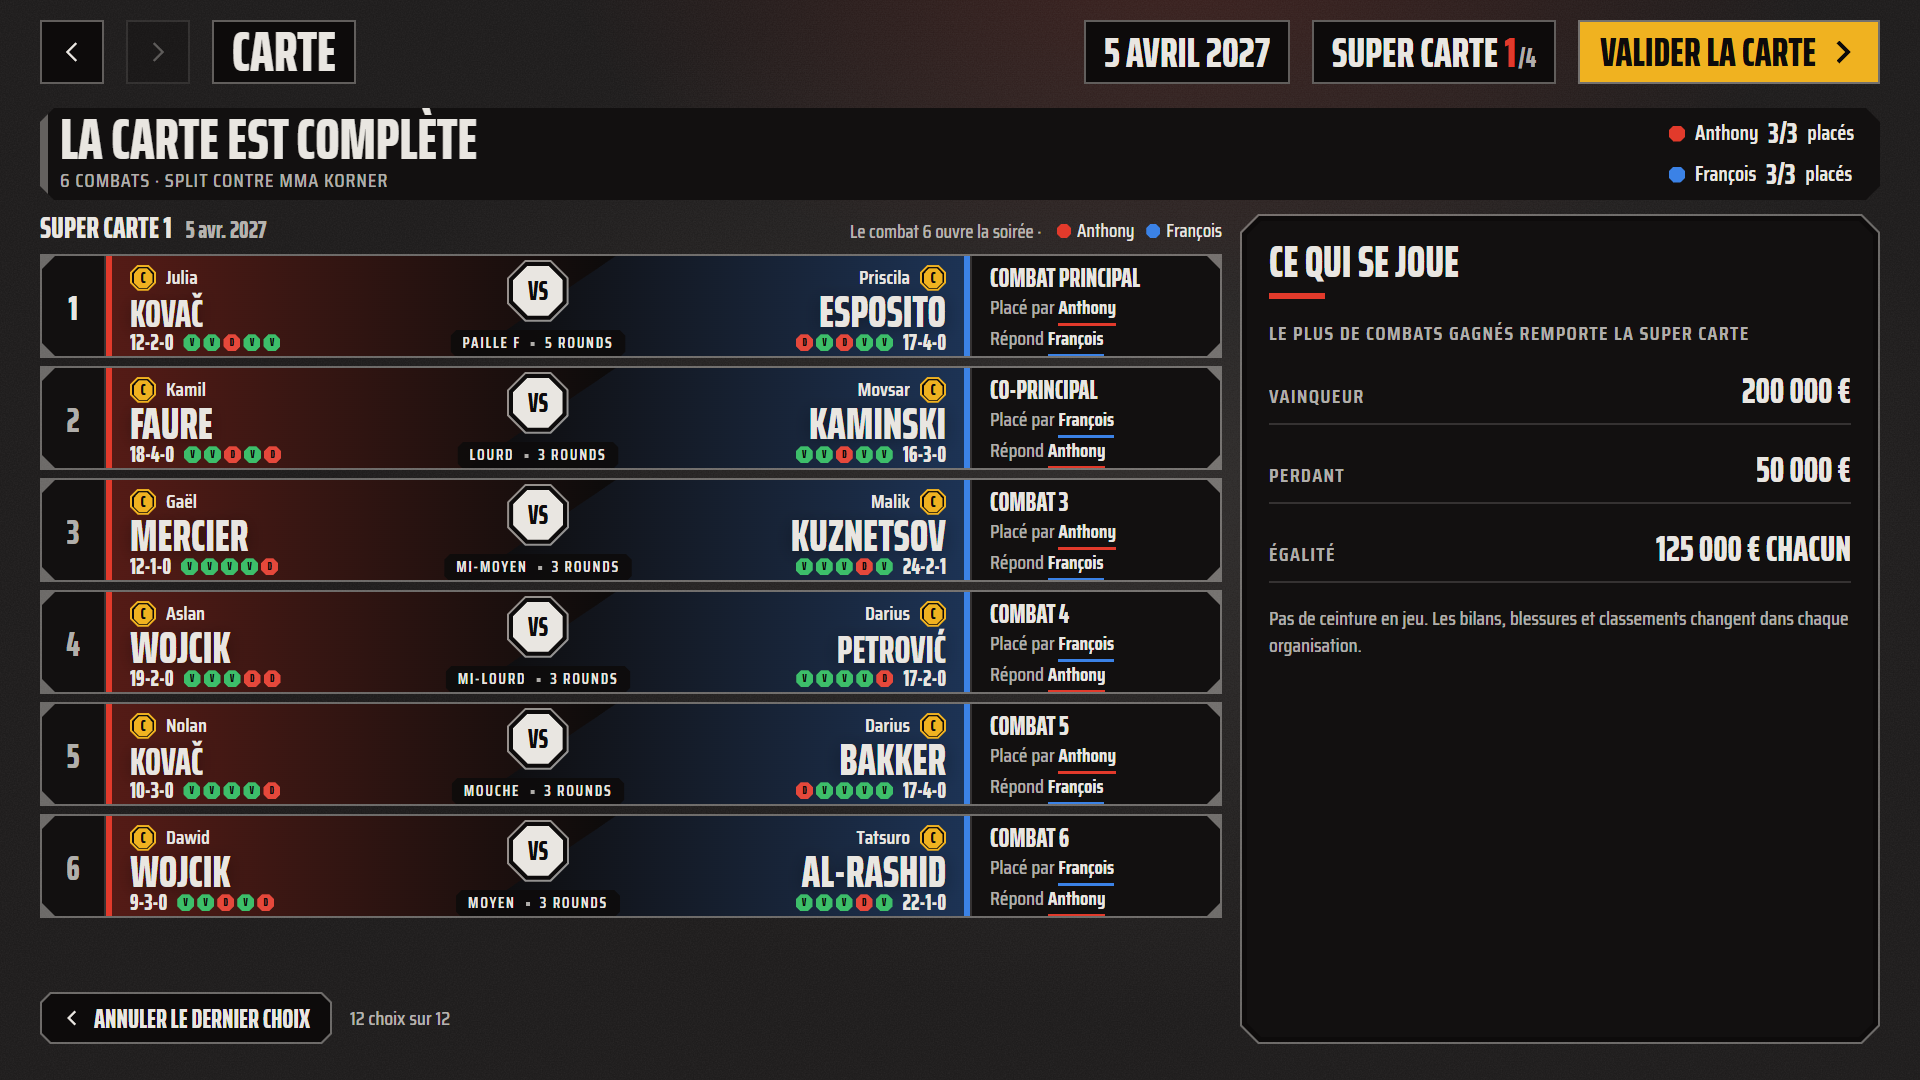 CARTE
5 AVRIL 2027
SUPER CARTE 1/4
VALIDER LA CARTE
LA CARTE EST COMPLÈTE
6 COMBATS · SPLIT CONTRE MMA KORNER
Anthony 3/3 placés
François 3/3 placés
SUPER CARTE 1 5 avr. 2027
Le combat 6 ouvre la soirée · Anthony François
1
C Julia
KOVAČ
12-2-0 V V D V V
VS
PAILLE F ▪ 5 ROUNDS
Priscila C
ESPOSITO
D V D V V 17-4-0
COMBAT PRINCIPAL
Placé par Anthony
Répond François
2
C Kamil
FAURE
18-4-0 V V D V D
VS
LOURD ▪ 3 ROUNDS
Movsar C
KAMINSKI
V V D V V 16-3-0
CO-PRINCIPAL
Placé par François
Répond Anthony
3
C Gaël
MERCIER
12-1-0 V V V V D
VS
MI-MOYEN ▪ 3 ROUNDS
Malik C
KUZNETSOV
V V V D V 24-2-1
COMBAT 3
Placé par Anthony
Répond François
4
C Aslan
WOJCIK
19-2-0 V V V D D
VS
MI-LOURD ▪ 3 ROUNDS
Darius C
PETROVIĆ
V V V V D 17-2-0
COMBAT 4
Placé par François
Répond Anthony
5
C Nolan
KOVAČ
10-3-0 V V V V D
VS
MOUCHE ▪ 3 ROUNDS
Darius C
BAKKER
D V V V V 17-4-0
COMBAT 5
Placé par Anthony
Répond François
6
C Dawid
WOJCIK
9-3-0 V V D V D
VS
MOYEN ▪ 3 ROUNDS
Tatsuro C
AL-RASHID
V V V D V 22-1-0
COMBAT 6
Placé par François
Répond Anthony
CE QUI SE JOUE
LE PLUS DE COMBATS GAGNÉS REMPORTE LA SUPER CARTE
VAINQUEUR 200 000 €
PERDANT 50 000 €
ÉGALITÉ 125 000 € CHACUN
Pas de ceinture en jeu. Les bilans, blessures et classements changent dans chaque
organisation.
ANNULER LE DERNIER CHOIX
12 choix sur 12